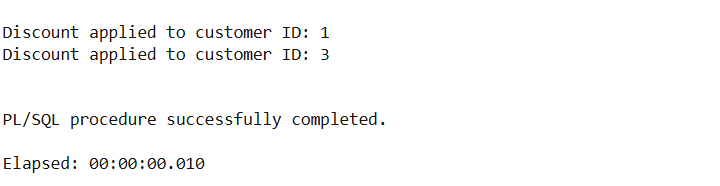 Discount applied to customer ID: 1
Discount applied to customer ID: 3
PL/SQL procedure successfully completed.
Elapsed: 00:00:00.010